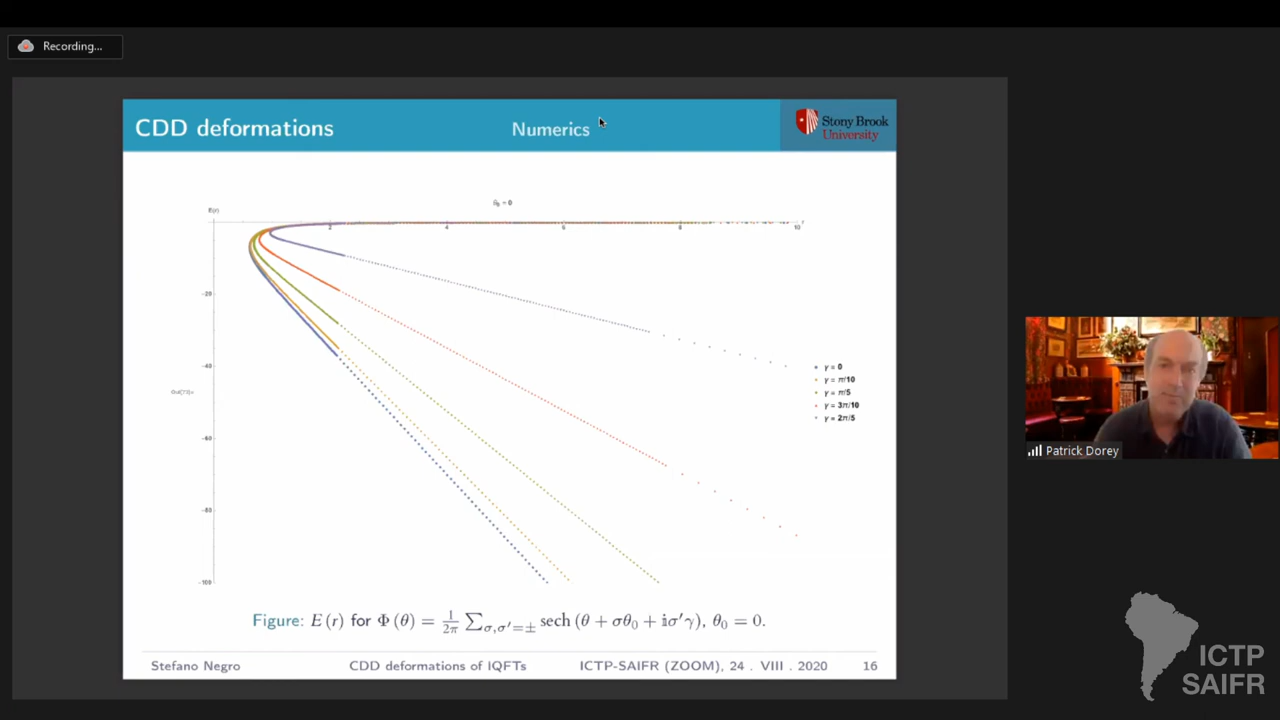 Recording...
CDD deformations
Numerics
Stony Brook
University
θ₀ = 0
E(r)
r
2
4
6
8
10
-20
-40
-60
-80
-100
γ = 0
γ = π/10
γ = π/5
γ = 3π/10
γ = 2π/5
Figure: E (r) for Φ (θ) = 1/2π ∑σ,σ′=± sech (θ + σθ₀ + iσ′γ), θ₀ = 0.
Stefano Negro CDD deformations of IQFTs ICTP-SAIFR (ZOOM), 24 . VIII . 2020 16
Patrick Dorey
ICTP
SAIFR